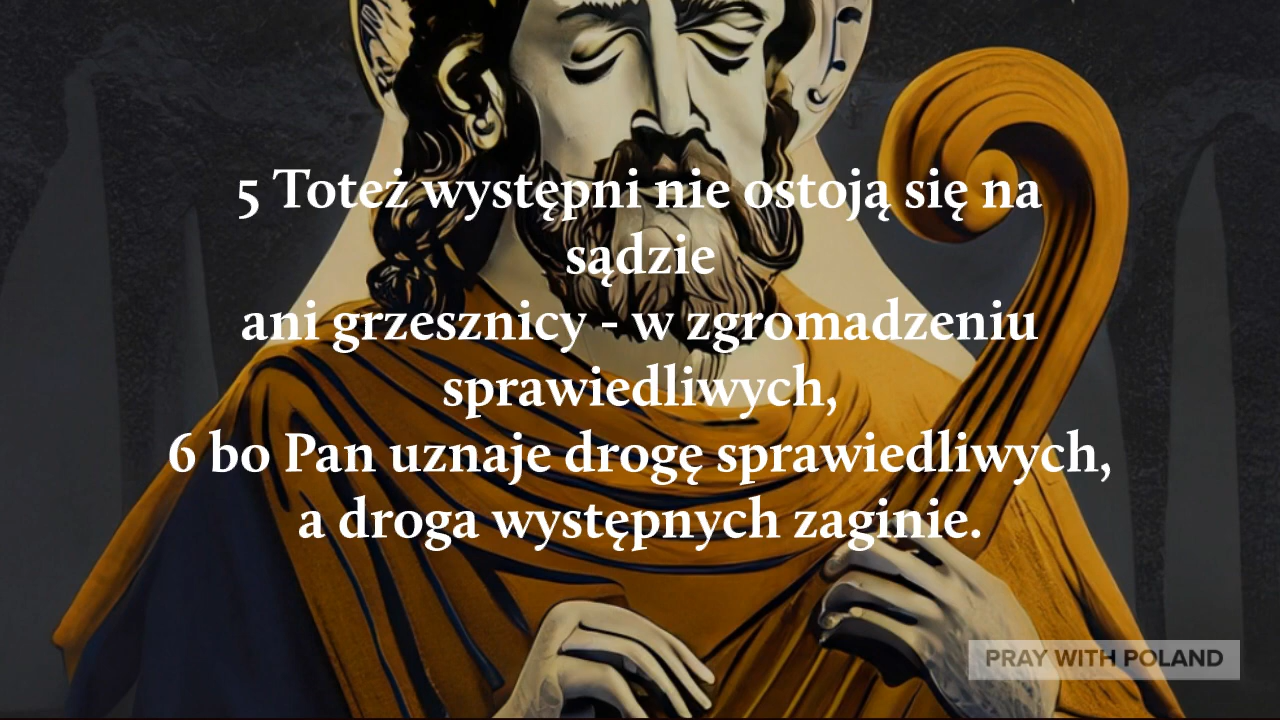 5 Toteż występni nie ostoją się na
sądzie
ani grzesznicy - w zgromadzeniu
sprawiedliwych,
6 bo Pan uznaje drogę sprawiedliwych,
a droga występnych zaginie.
PRAY WITH POLAND